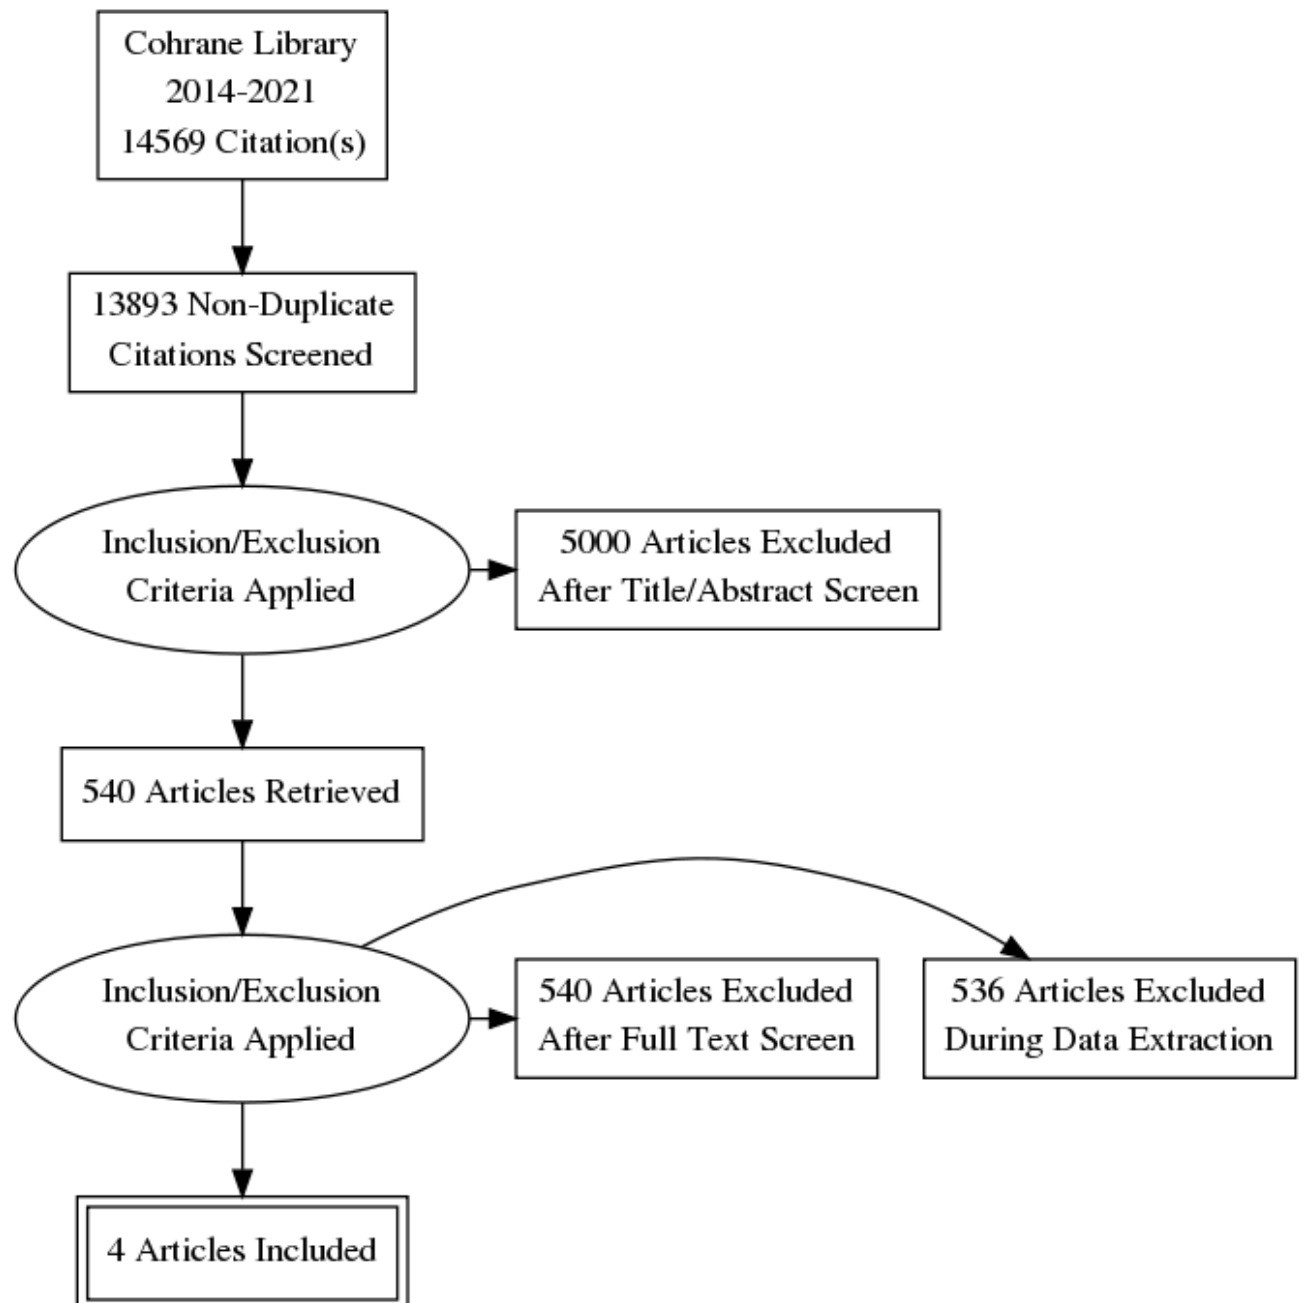 Cohrane Library
2014-2021
14569 Citation(s)
13893 Non-Duplicate
Citations Screened
Inclusion/Exclusion
Criteria Applied
5000 Articles Excluded
After Title/Abstract Screen
540 Articles Retrieved
Inclusion/Exclusion
Criteria Applied
540 Articles Excluded
After Full Text Screen
536 Articles Excluded
During Data Extraction
4 Articles Included